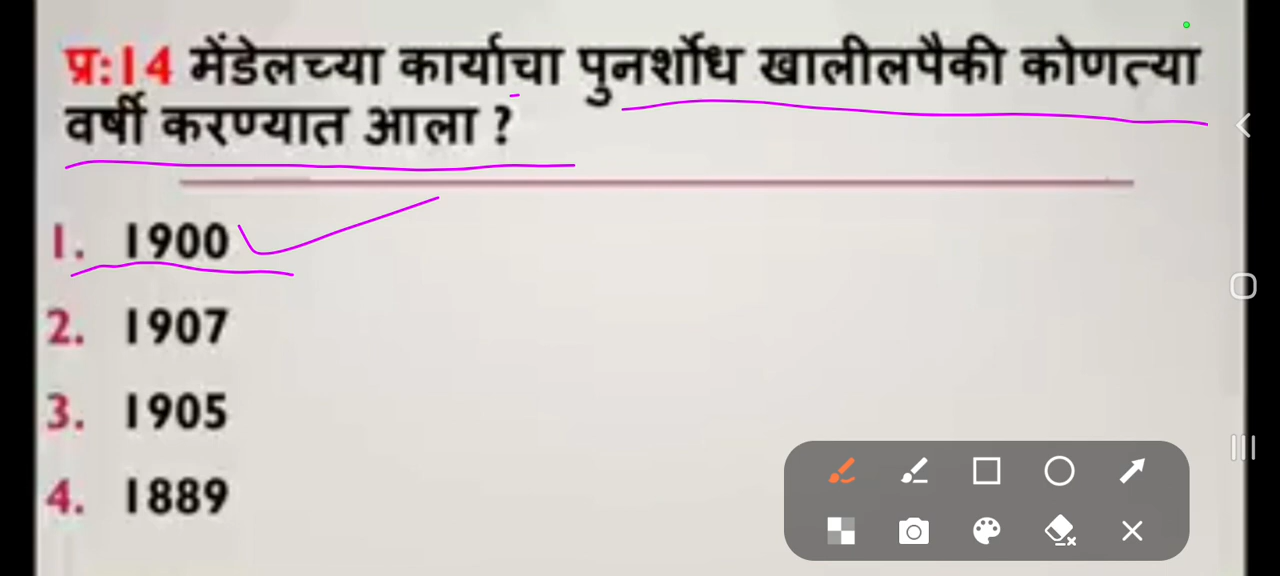 प्र:14 मेंडेलच्या कार्याचा पुनर्शोध खालीलपैकी कोणत्या
वर्षी करण्यात आला ?
1. 1900
2. 1907
3. 1905
4. 1889